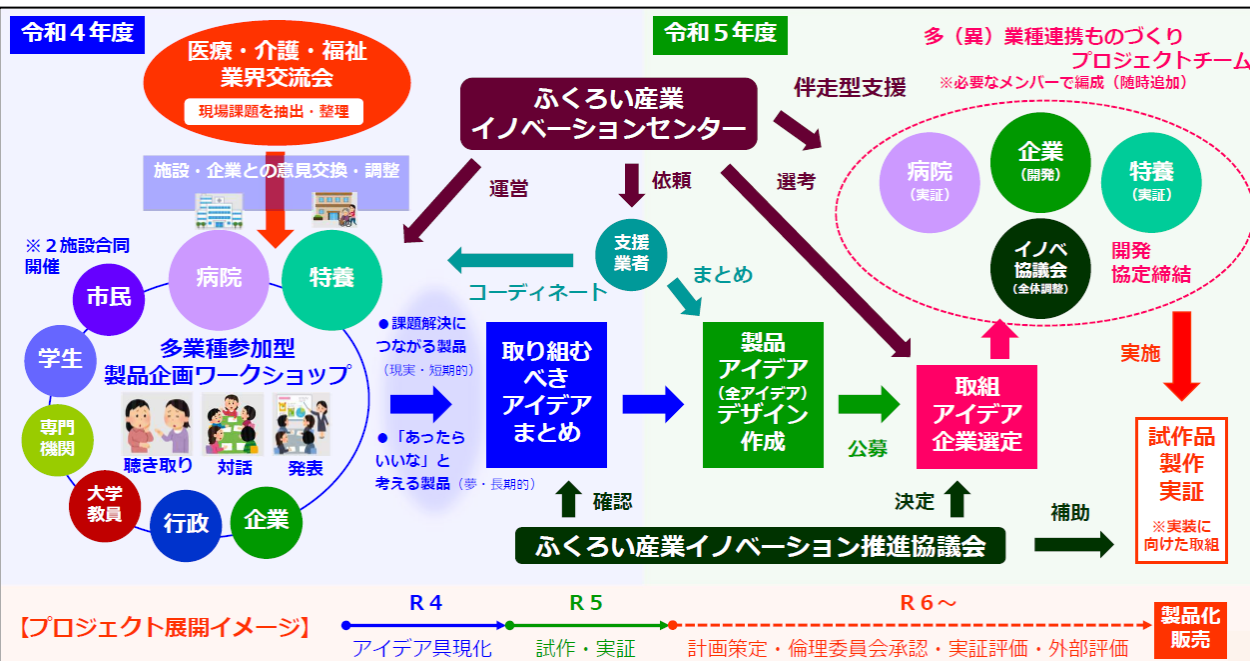 令和４年度
医療・介護・福祉
業界交流会
現場課題を抽出・整理
施設・企業との意見交換・調整
※２施設合同
開催
病院
特養
市民
学生
専門
機関
大学
教員
行政
企業
多業種参加型
製品企画ワークショップ
聴き取り
対話
発表
●課題解決に
つながる製品
（現実・短期的）
●「あったら
いいな」と
考える製品（夢・長期的）
ふくろい産業
イノベーションセンター
運営
依頼
選考
伴走型支援
支援
業者
コーディネート
まとめ
取り組む
べき
アイデア
まとめ
確認
令和５年度
製品
アイデア
（全アイデア）
デザイン
作成
公募
取組
アイデア
企業選定
決定
ふくろい産業イノベーション推進協議会
補助
多（異）業種連携ものづくり
プロジェクトチーム
※必要なメンバーで編成（随時追加）
病院
（実証）
企業
（開発）
特養
（実証）
イノベ
協議会
（全体調整）
開発
協定締結
実施
試作品
製作
実証
※実装に
向けた取組
【プロジェクト展開イメージ】
Ｒ４
アイデア具現化
Ｒ５
試作・実証
Ｒ６～
計画策定・倫理委員会承認・実証評価・外部評価
製品化
販売